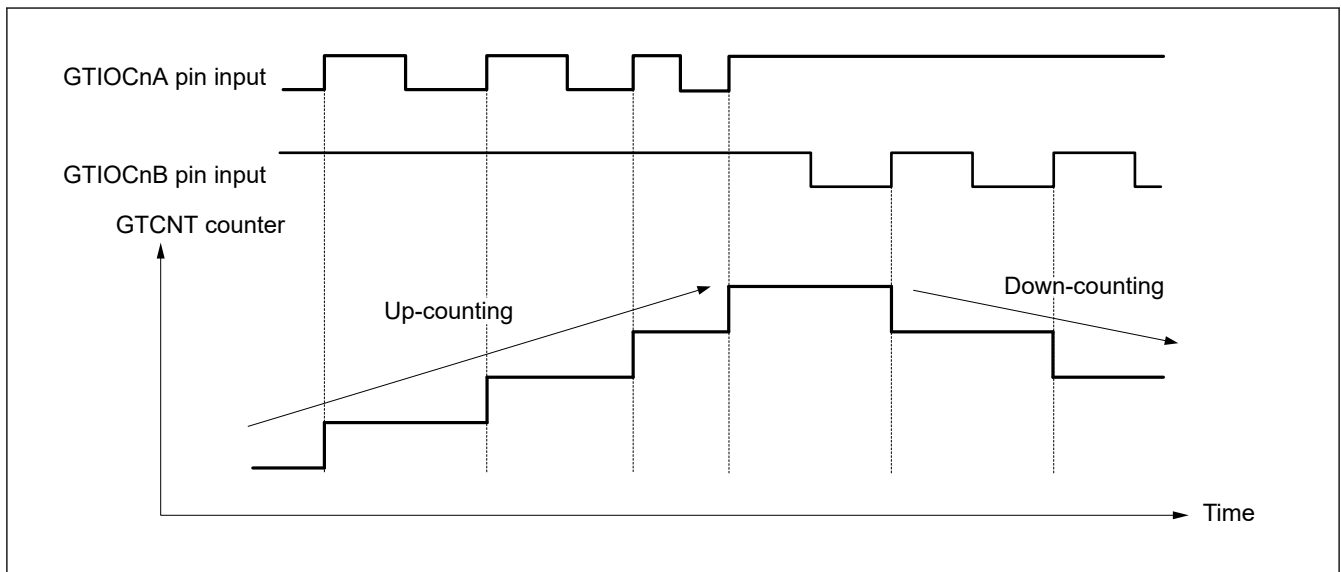 GTIOCnA pin input
GTIOCnB pin input
GTCNT counter
Up-counting
Down-counting
Time